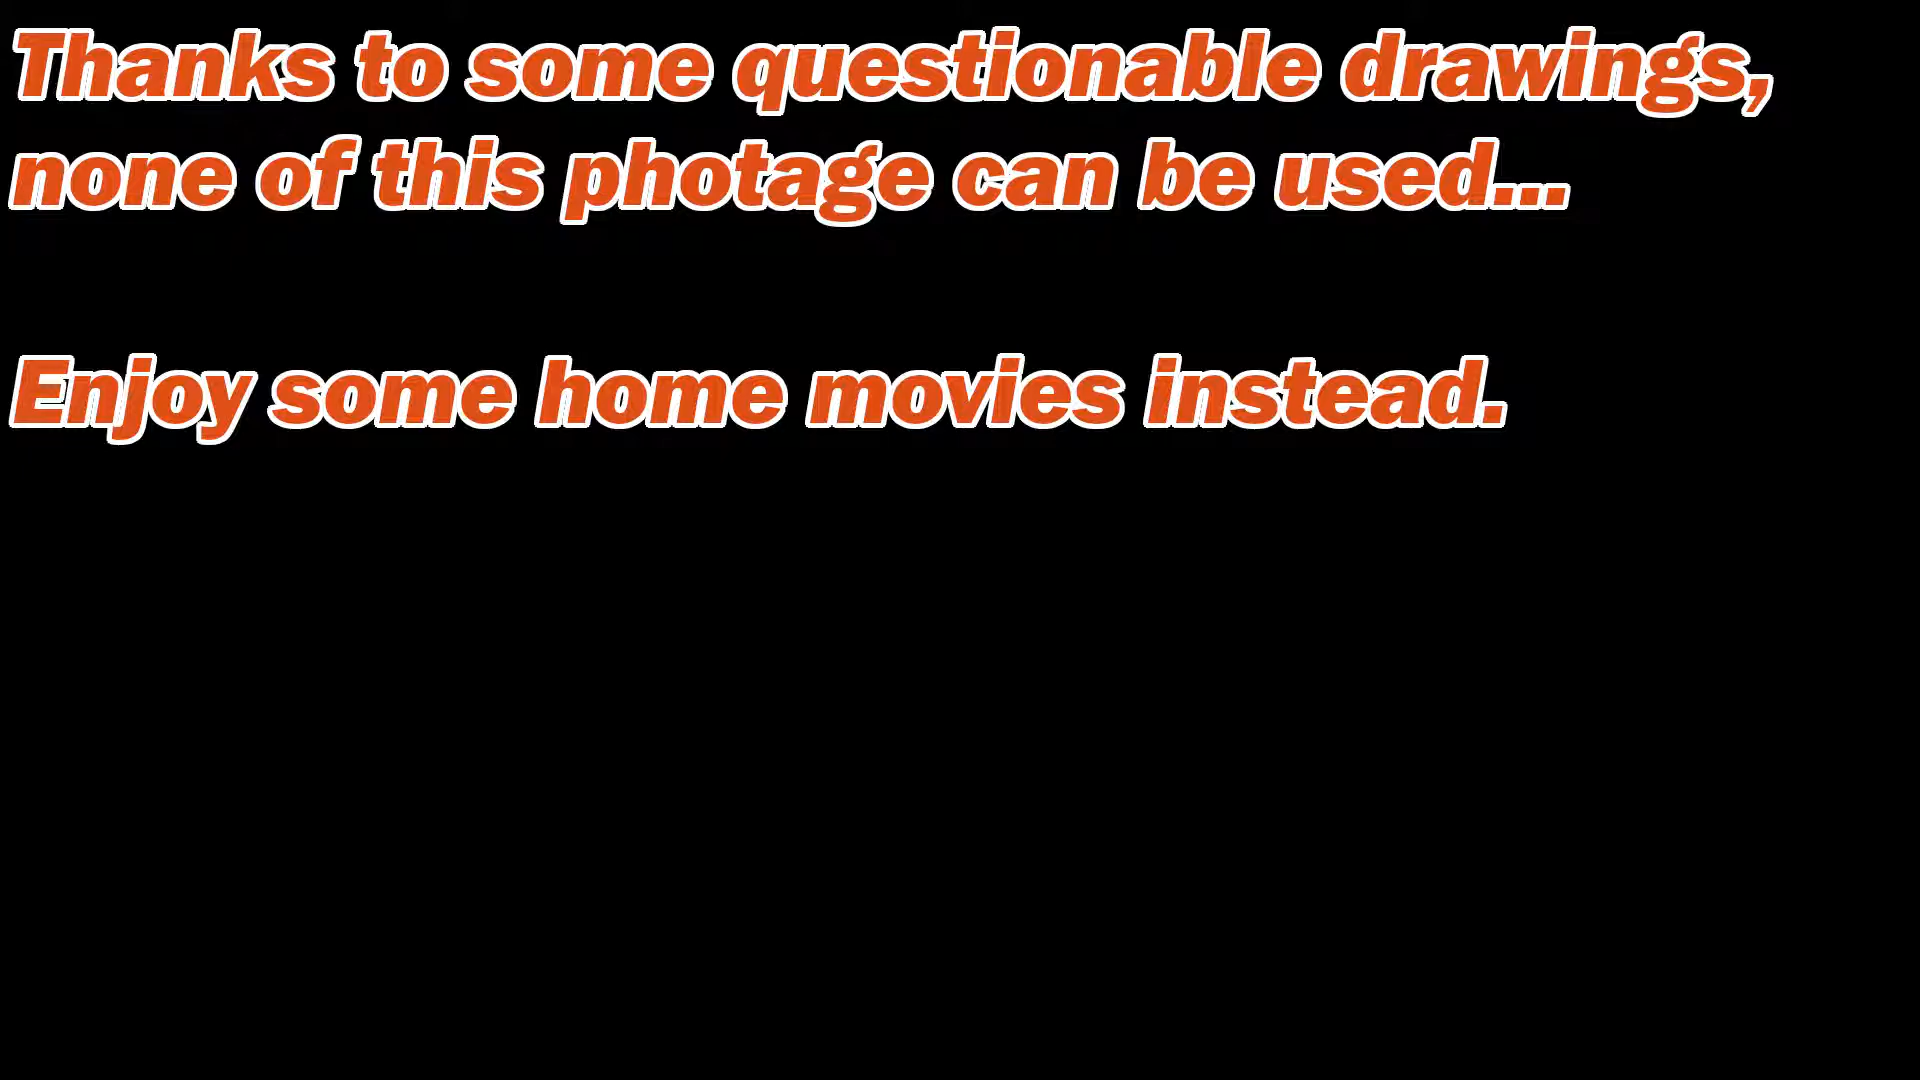 Thanks to some questionable drawings,
none of this photage can be used...
Enjoy some home movies instead.